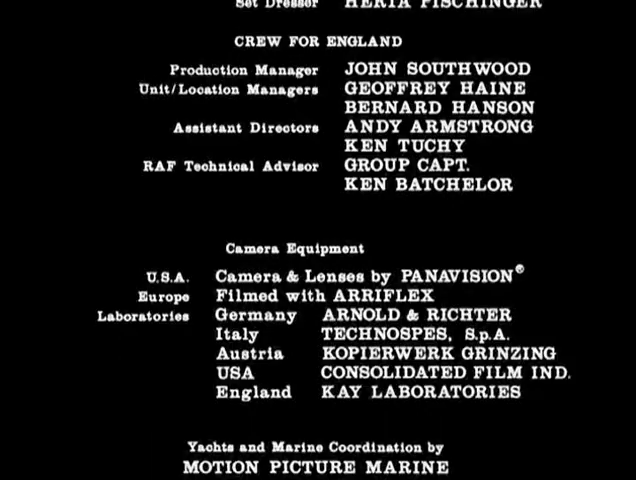 Set Dresser HERTA PISCHINGER
CREW FOR ENGLAND
Production Manager JOHN SOUTHWOOD
Unit/Location Managers GEOFFREY HAINE
BERNARD HANSON
Assistant Directors ANDY ARMSTRONG
KEN TUCHY
RAF Technical Advisor GROUP CAPT.
KEN BATCHELOR
Camera Equipment
U.S.A. Camera & Lenses by PANAVISION®
Europe Filmed with ARRIFLEX
Laboratories Germany ARNOLD & RICHTER
Italy TECHNOSPES, S.p.A.
Austria KOPIERWERK GRINZING
USA CONSOLIDATED FILM IND.
England KAY LABORATORIES
Yachts and Marine Coordination by
MOTION PICTURE MARINE